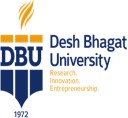 DBU
1972
Desh Bhagat
University
Research.
Innovation.
Entrepreneurship.